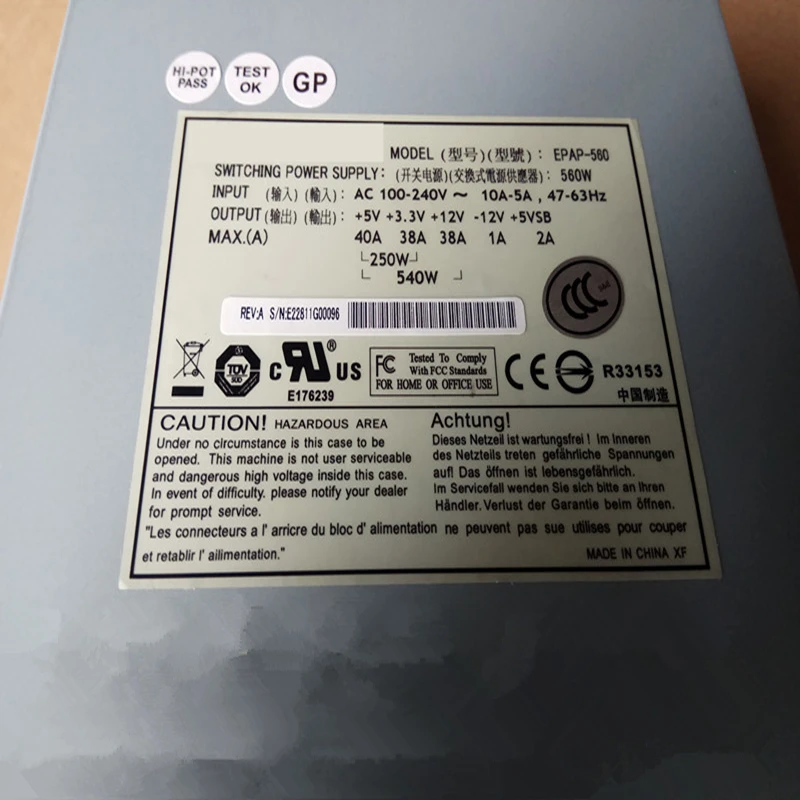 HI-POT PASS
TEST OK
GP
MODEL (型号)(型號): EPAP-560
SWITCHING POWER SUPPLY: (开关电源)(交換式電源供應器): 560W
INPUT (输入) (輸入): AC 100-240V ~ 10A-5A , 47-63Hz
OUTPUT(输出) (輸出): +5V +3.3V +12V -12V +5VSB
MAX.(A) 40A 38A 38A 1A 2A
250W
540W
CCC
REV:A S/N:E22811G00096
TÜV SÜD
c RU ® US
E176239
FC Tested To Comply
With FCC Standards
FOR HOME OR OFFICE USE
CE
R33153
中国制造
CAUTION! HAZARDOUS AREA
Under no circumstance is this case to be
opened. This machine is not user serviceable
and dangerous high voltage inside this case.
In event of difficulty. please notify your dealer
for prompt service.
Achtung!
Dieses Netzeil ist wartungsfrei ! Im Inneren
des Netzteils treten gefährliche Spannungen
auf! Das öffnen ist lebensgefährlich.
Im Servicefall wenden Sie sich bitte an Ihren
Händler.Verlust der Garantie beim öffnen.
"Les connecteurs a l' arricre du bloc d' alimentation ne peuvent pas sue utilises pour couper
et retablir l' ailimentation."
MADE IN CHINA XF